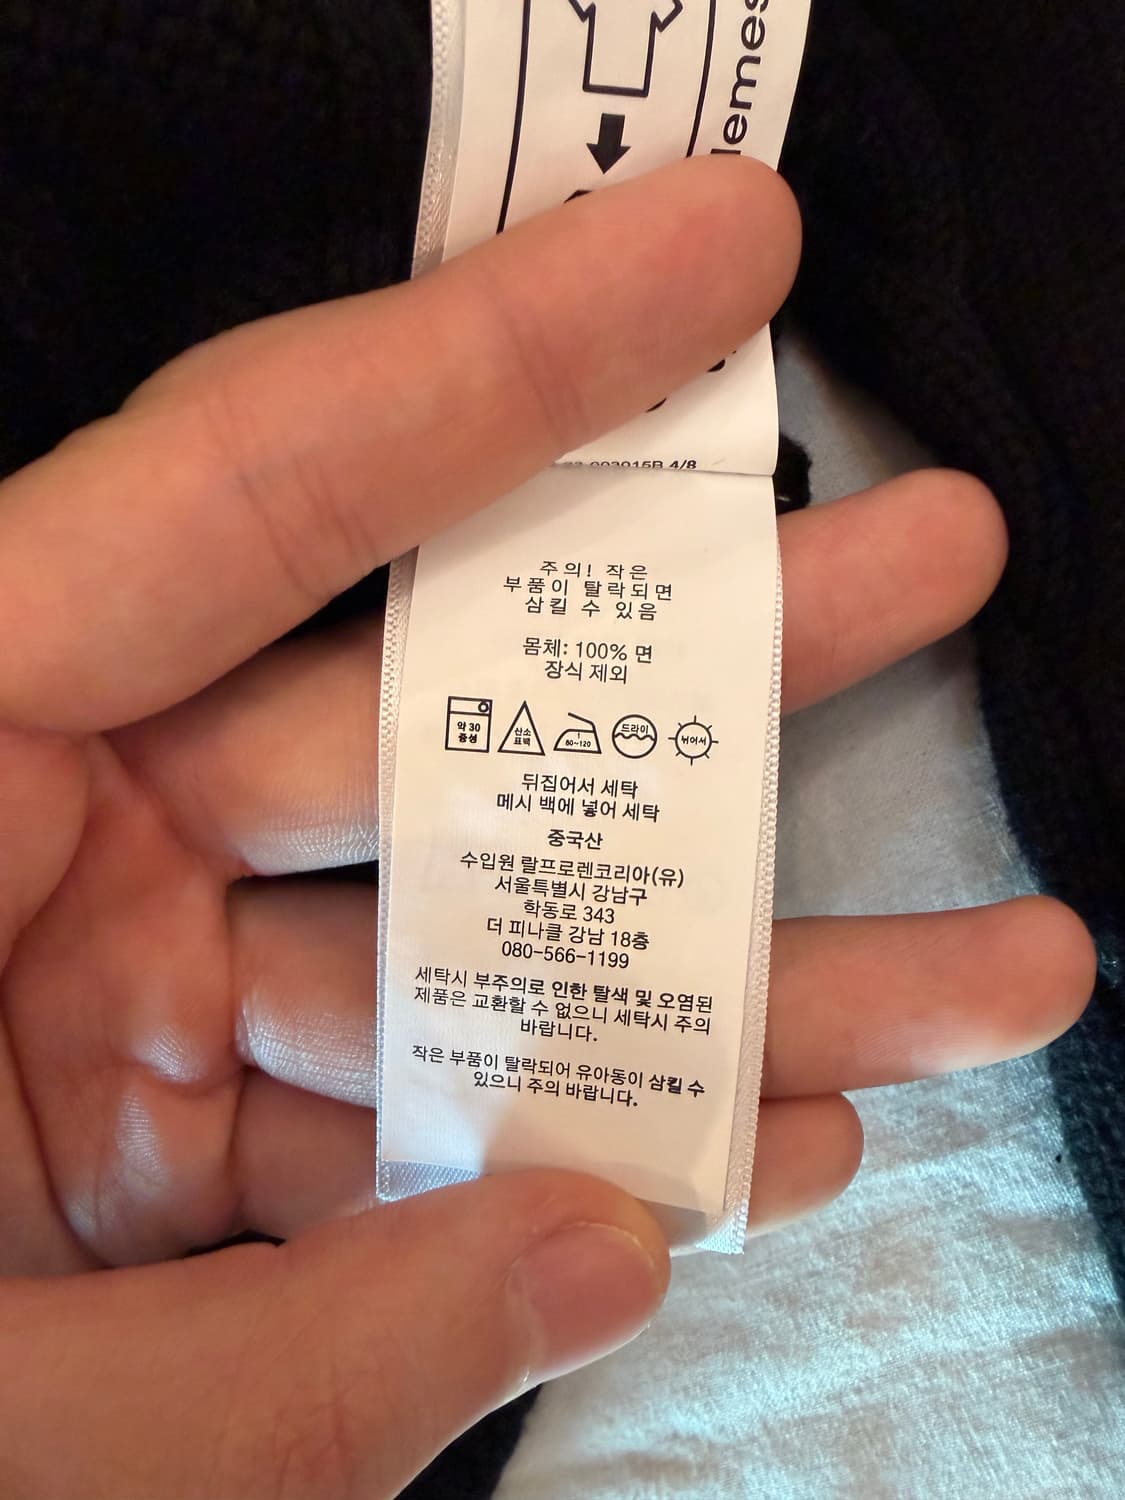 4/8
주의! 작은
부품이 탈락되면
삼킬 수 있음
몸체: 100% 면
장식 제외
약 30
중성
산소
표백
1
80~120
드라이
뉘어서
뒤집어서 세탁
메시 백에 넣어 세탁
중국산
수입원 랄프로렌코리아(유)
서울특별시 강남구
학동로 343
더 피나클 강남 18층
080-566-1199
세탁시 부주의로 인한 탈색 및 오염된
제품은 교환할 수 없으니 세탁시 주의
바랍니다.
작은 부품이 탈락되어 유아동이 삼킬 수
있으니 주의 바랍니다.